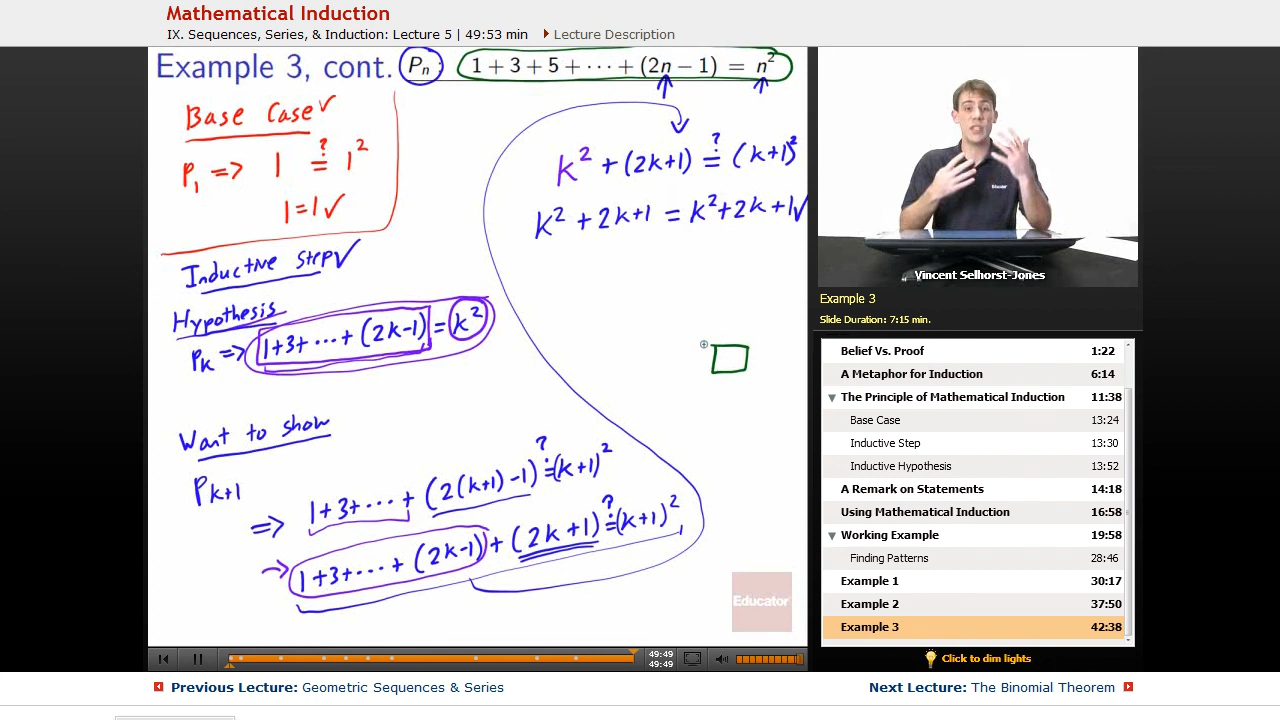 Mathematical Induction
IX. Sequences, Series, & Induction: Lecture 5 | 49:53 min
Lecture Description
Example 3, cont. Pn: 1 + 3 + 5 + ··· + (2n − 1) = n²
Base Case ✓
P₁ => 1 ≟ 1²
1=1 ✓
Inductive Step ✓
Hypothesis
Pk => 1+3+ ... + (2k-1) = k²
Want to show
Pk+1
=> 1+3+ ... + (2(k+1)-1) ≟ (k+1)²
→ 1+3+ ... + (2k-1) + (2k+1) ≟ (k+1)²
k² + (2k+1) ≟ (k+1)²
k² + 2k+1 = k²+2k+1 ✓
Educator
Educator
Vincent Selhorst-Jones
Example 3
Slide Duration: 7:15 min.
Belief Vs. Proof 1:22
A Metaphor for Induction 6:14
▼ The Principle of Mathematical Induction 11:38
Base Case 13:24
Inductive Step 13:30
Inductive Hypothesis 13:52
A Remark on Statements 14:18
Using Mathematical Induction 16:58
▼ Working Example 19:58
Finding Patterns 28:46
Example 1 30:17
Example 2 37:50
Example 3 42:38
49:49
49:49
Click to dim lights
Previous Lecture: Geometric Sequences & Series
Next Lecture: The Binomial Theorem